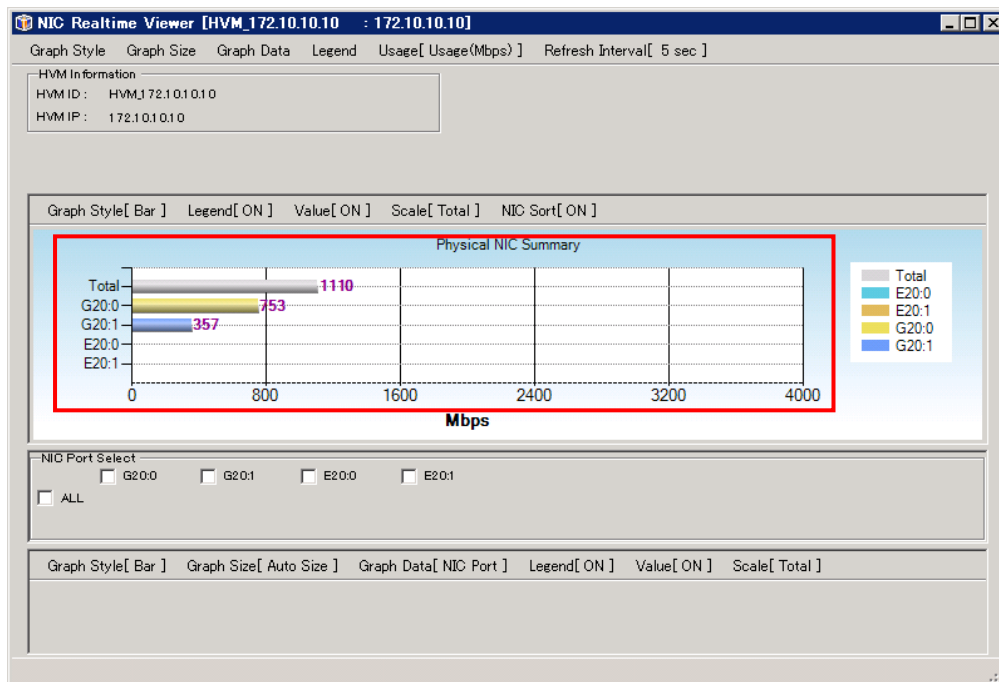 NIC Realtime Viewer [HVM_172.10.10.10 : 172.10.10.10]
Graph Style Graph Size Graph Data Legend Usage[ Usage(Mbps) ] Refresh Interval[ 5 sec ]
HVM Information
HVM ID : HVM_172.10.10.10
HVM IP : 172.10.10.10
Graph Style[ Bar ] Legend[ ON ] Value[ ON ] Scale[ Total ] NIC Sort[ ON ]
Physical NIC Summary
Total 1110
G20:0 753
G20:1 357
E20:0
E20:1
0 800 1600 2400 3200 4000
Mbps
Total
E20:0
E20:1
G20:0
G20:1
NIC Port Select
G20:0 G20:1 E20:0 E20:1
ALL
Graph Style[ Bar ] Graph Size[ Auto Size ] Graph Data[ NIC Port ] Legend[ ON ] Value[ ON ] Scale[ Total ]